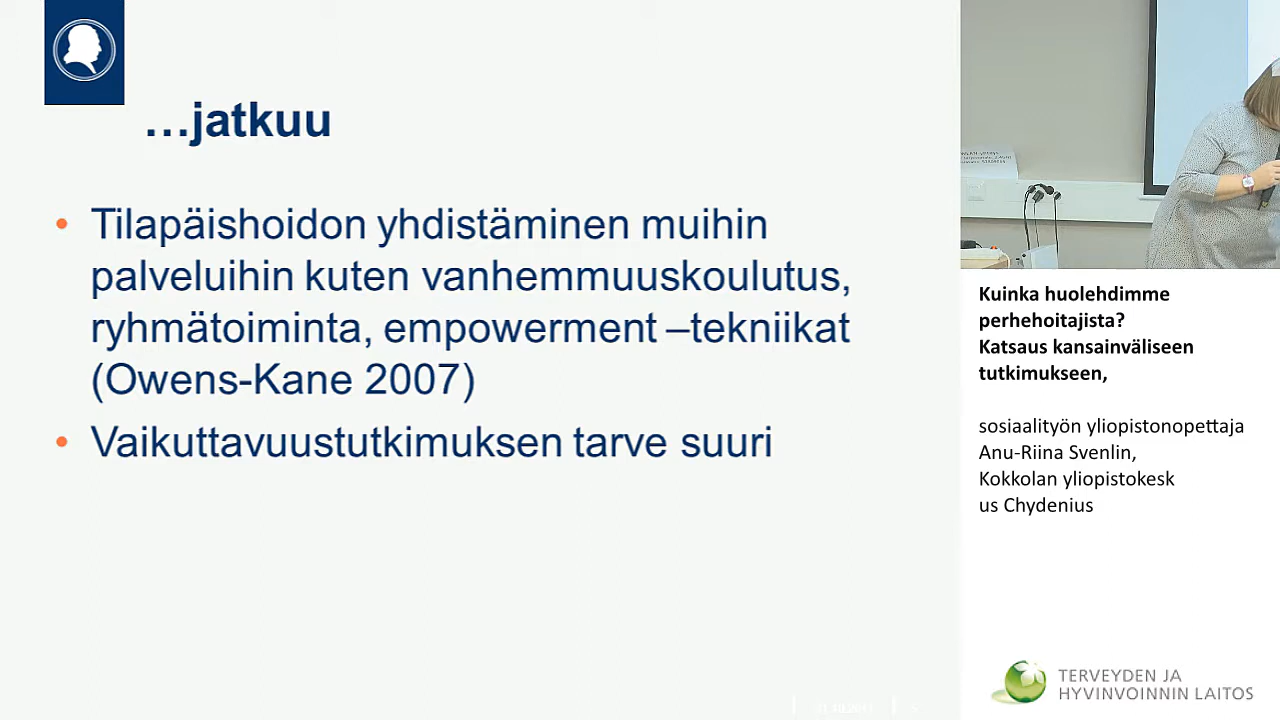 …jatkuu
• Tilapäishoidon yhdistäminen muihin
palveluihin kuten vanhemmuuskoulutus,
ryhmätoiminta, empowerment –tekniikat
(Owens-Kane 2007)
• Vaikuttavuustutkimuksen tarve suuri
Kuinka huolehdimme
perhehoitajista?
Katsaus kansainväliseen
tutkimukseen,
sosiaalityön yliopistonopettaja
Anu-Riina Svenlin,
Kokkolan yliopistokesk
us Chydenius
TERVEYDEN JA
HYVINVOINNIN LAITOS